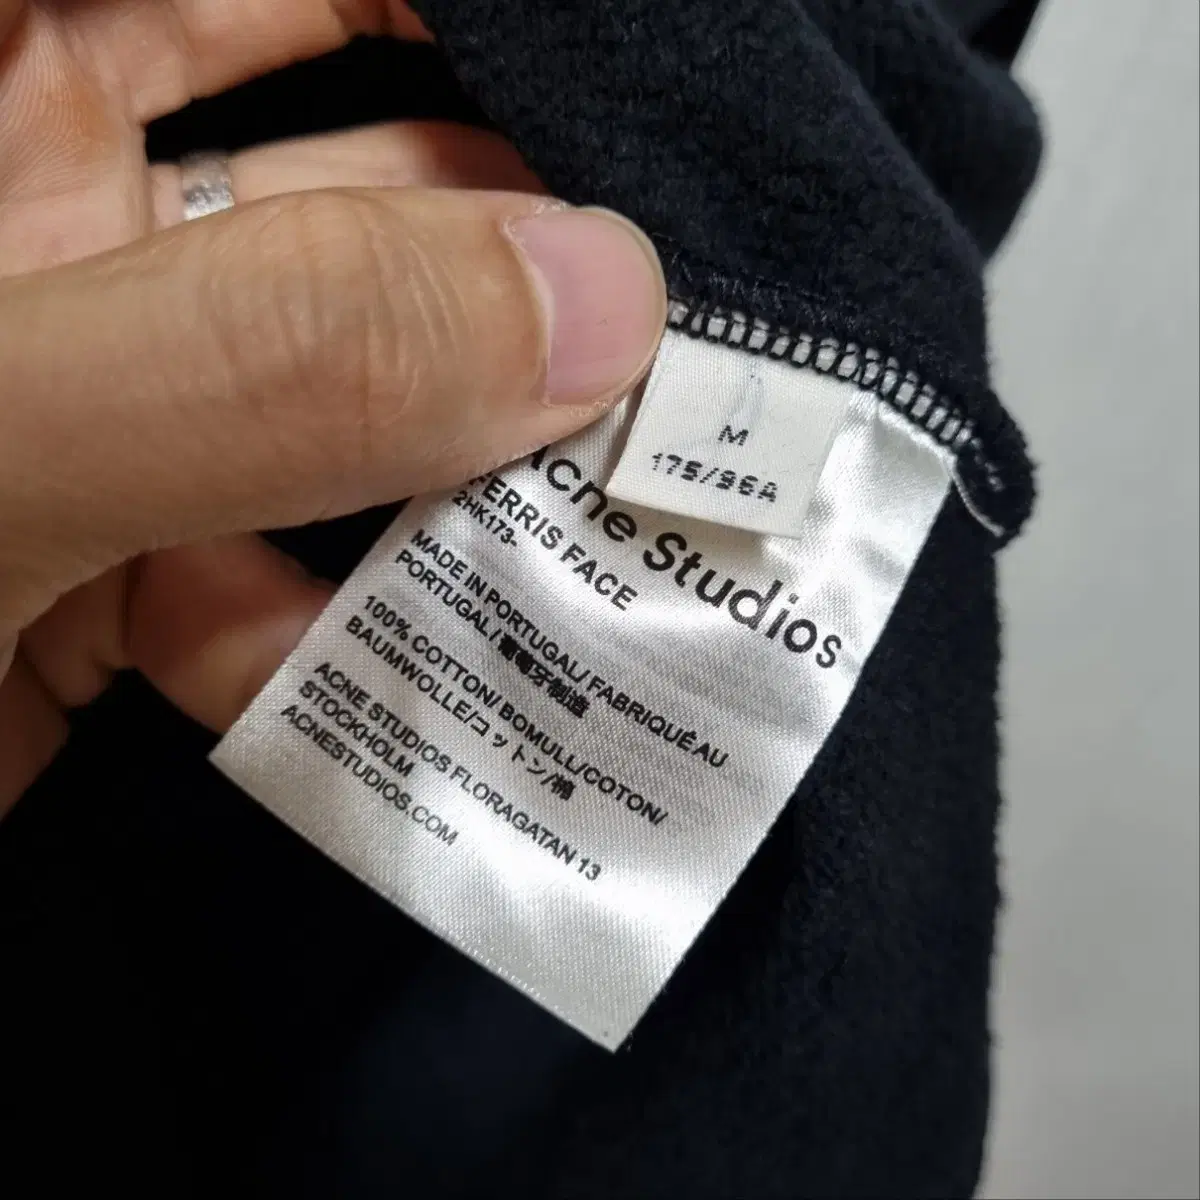 M
175/96A
Acne Studios
FERRIS FACE
2HK173-
MADE IN PORTUGAL/ FABRIQUÉ AU
PORTUGAL/葡萄牙制造
100% COTTON/ BOMULL/COTON/
BAUMWOLLE/コットン/棉
ACNE STUDIOS FLORAGATAN 13
STOCKHOLM
ACNESTUDIOS.COM